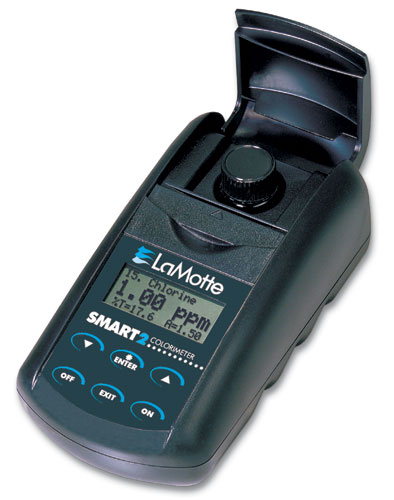 LaMotte
15. Chlorine
1.00 ppm
%T=17.6 A=1.50
SMART2 COLORIMETER
ENTER
OFF EXIT ON